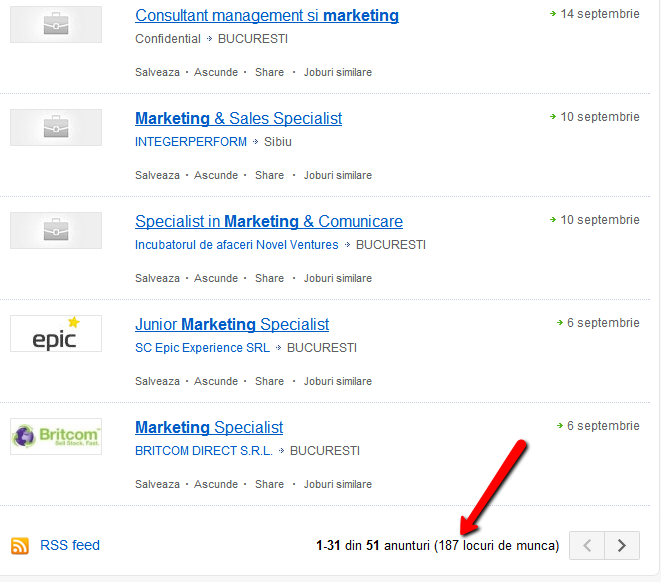 Consultant management si marketing
14 septembrie
Confidential
BUCURESTI
Salveaza · Ascunde · Share · Joburi similare
Marketing & Sales Specialist
10 septembrie
INTEGERPERFORM
Sibiu
Salveaza · Ascunde · Share · Joburi similare
Specialist in Marketing & Comunicare
10 septembrie
Incubatorul de afaceri Novel Ventures
BUCURESTI
Salveaza · Ascunde · Share · Joburi similare
epic
Junior Marketing Specialist
6 septembrie
SC Epic Experience SRL
BUCURESTI
Salveaza · Ascunde · Share · Joburi similare
Britcom™
Sell Stock. Fast.
Marketing Specialist
6 septembrie
BRITCOM DIRECT S.R.L.
BUCURESTI
Salveaza · Ascunde · Share · Joburi similare
RSS feed
1-31 din 51 anunturi (187 locuri de munca)